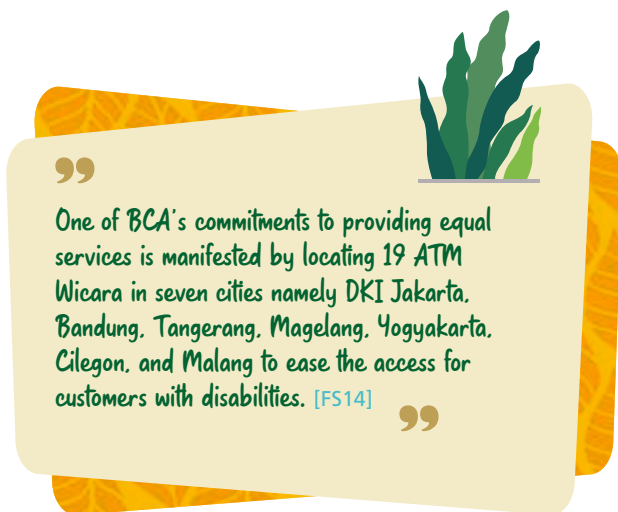 ”
One of BCA's commitments to providing equal
services is manifested by locating 19 ATM
Wicara in seven cities namely DKI Jakarta,
Bandung, Tangerang, Magelang, Yogyakarta,
Cilegon, and Malang to ease the access for
customers with disabilities. [FS14]
”